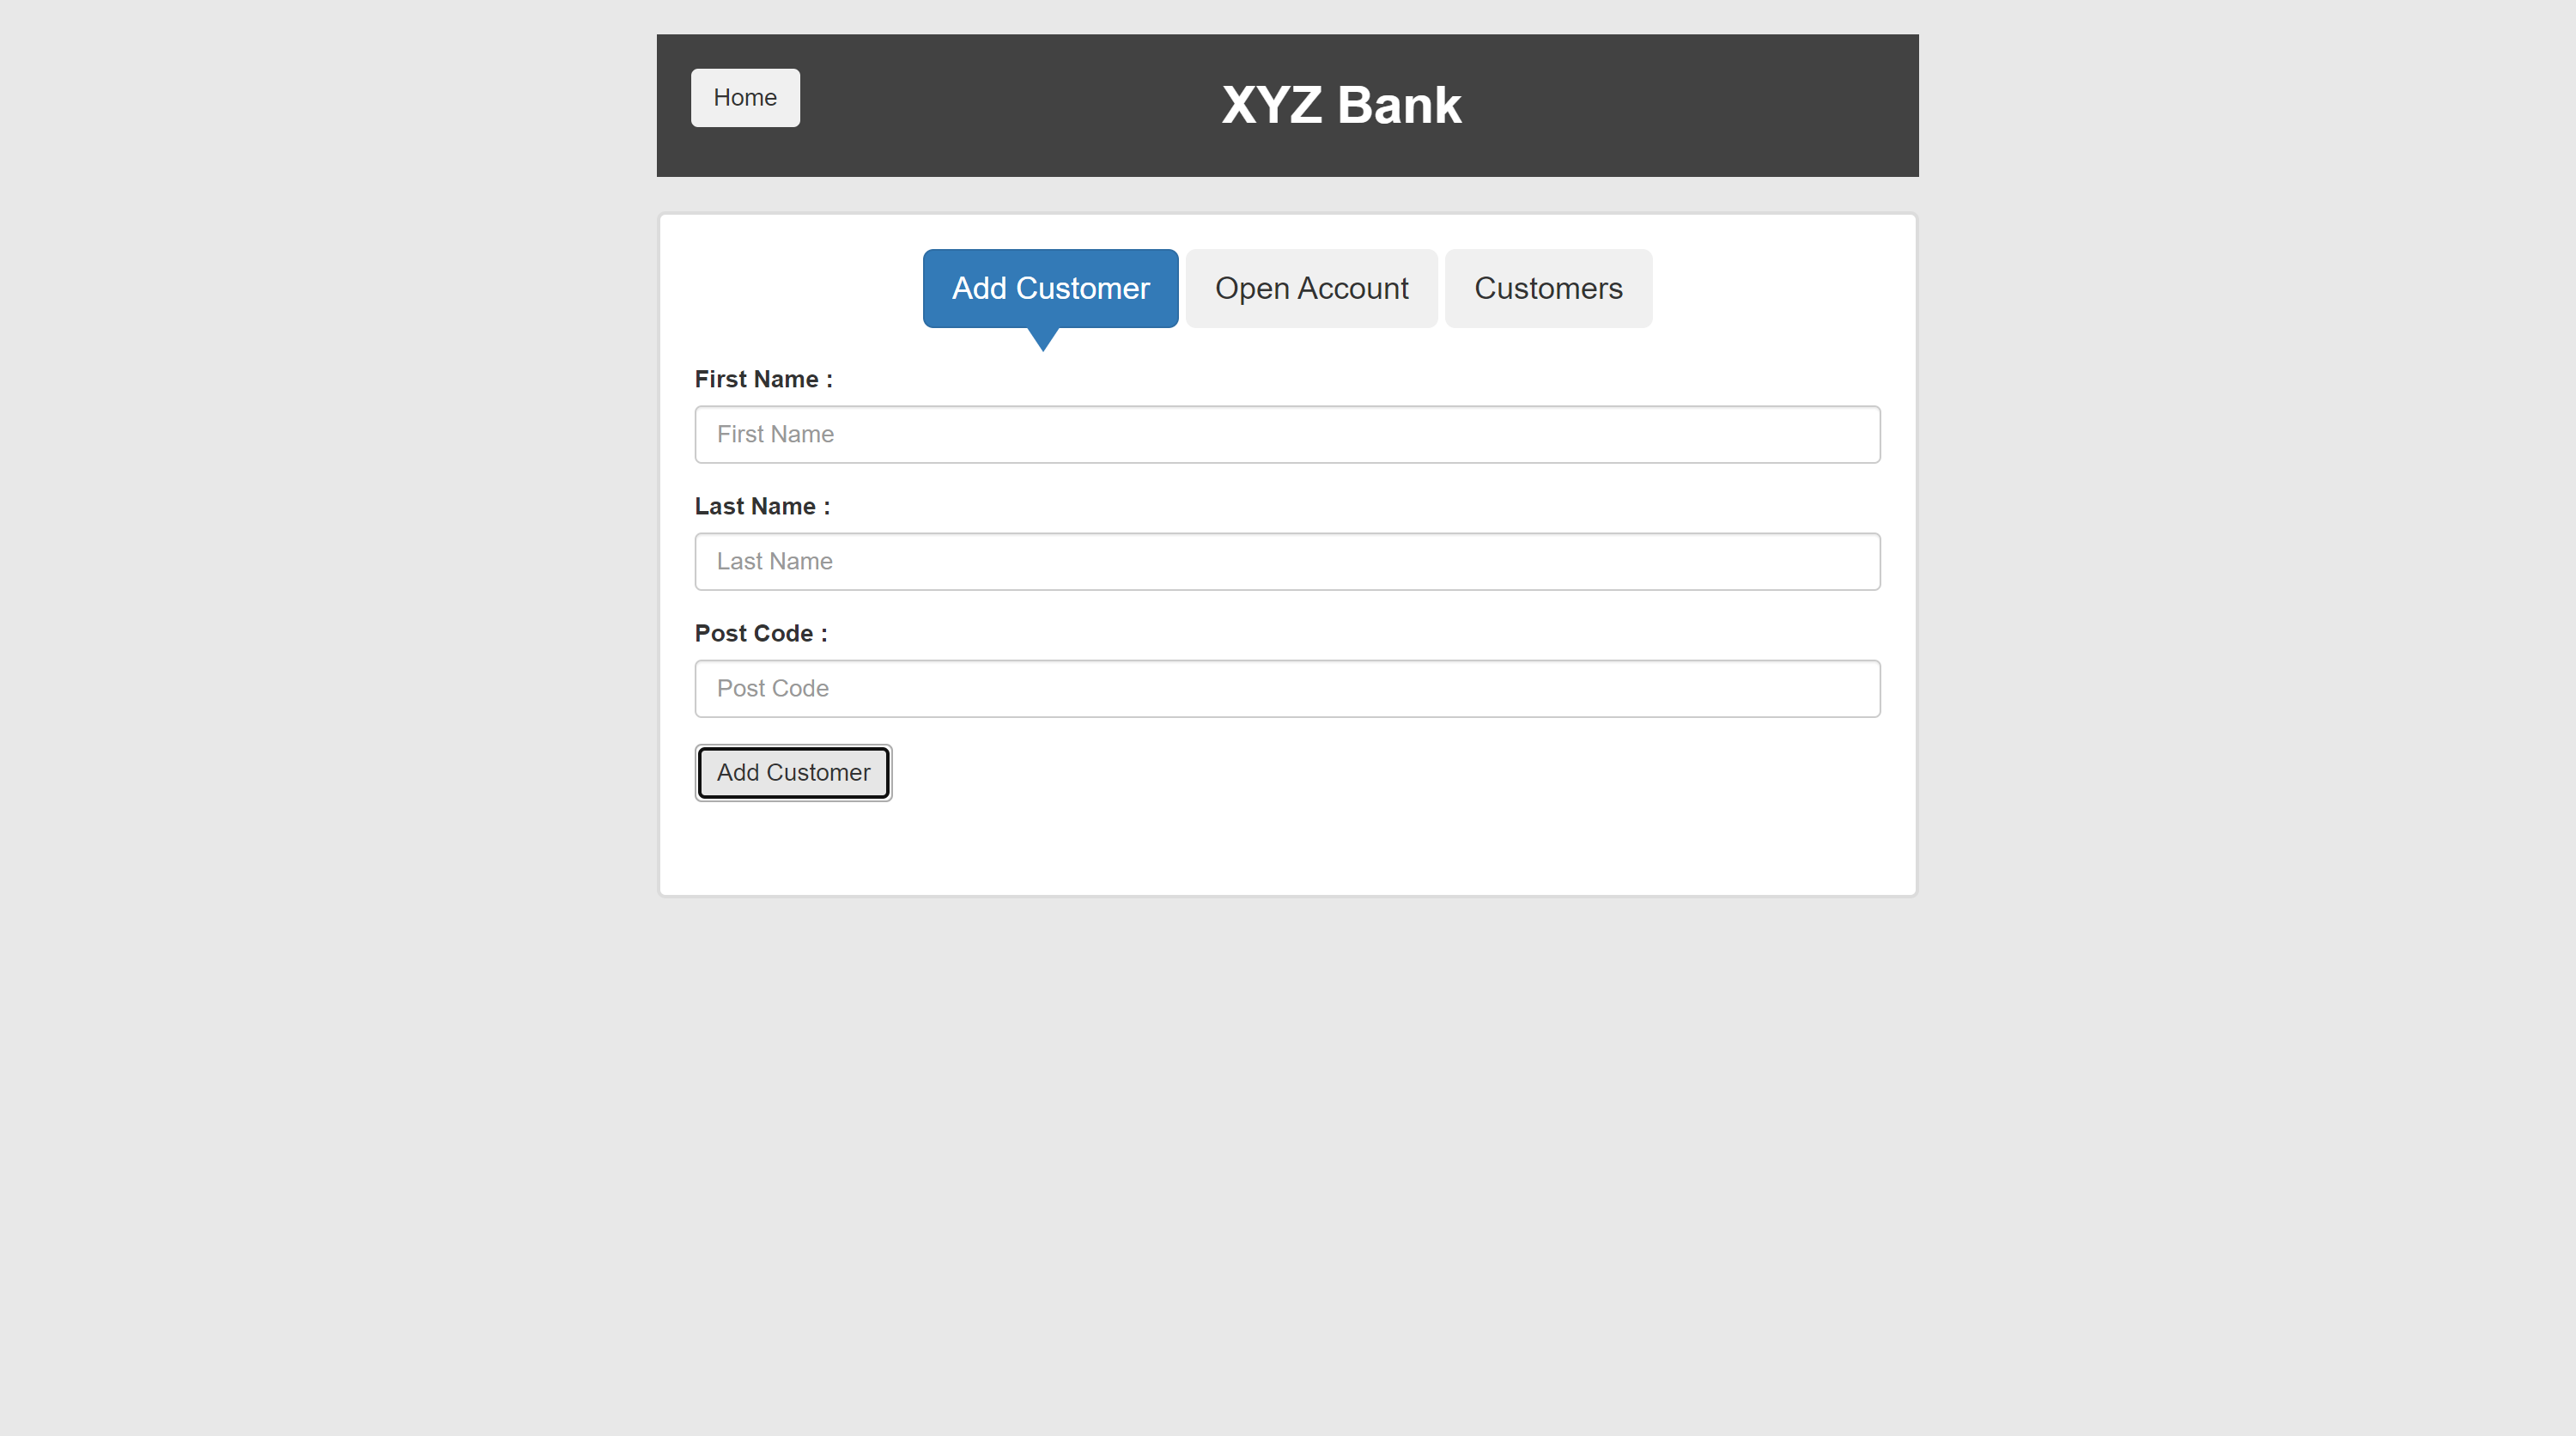 Home
XYZ Bank
Add Customer Open Account Customers
First Name :
First Name
Last Name :
Last Name
Post Code :
Post Code
Add Customer